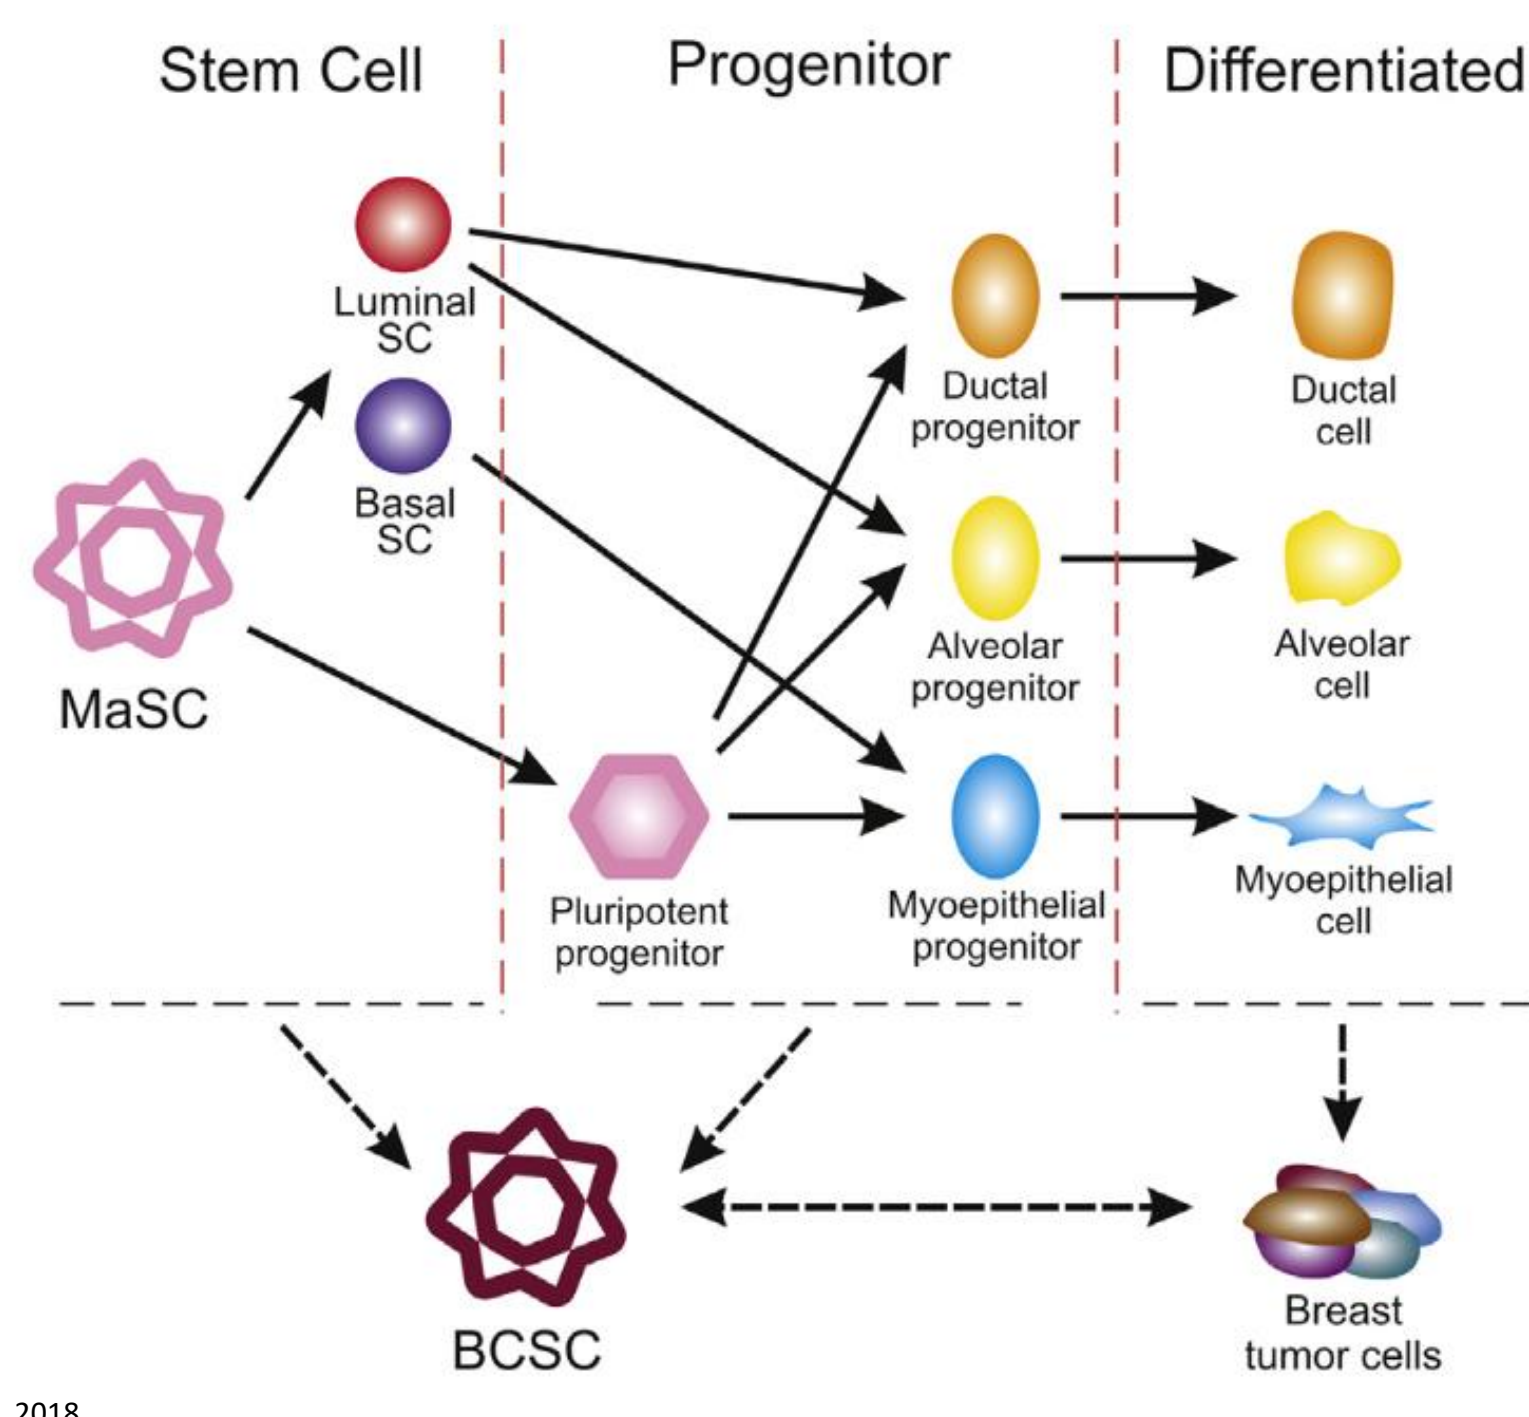 Stem Cell
Progenitor
Differentiated
Luminal
SC
Basal
SC
MaSC
Ductal
progenitor
Ductal
cell
Alveolar
progenitor
Alveolar
cell
Pluripotent
progenitor
Myoepithelial
progenitor
Myoepithelial
cell
BCSC
Breast
tumor cells
2018